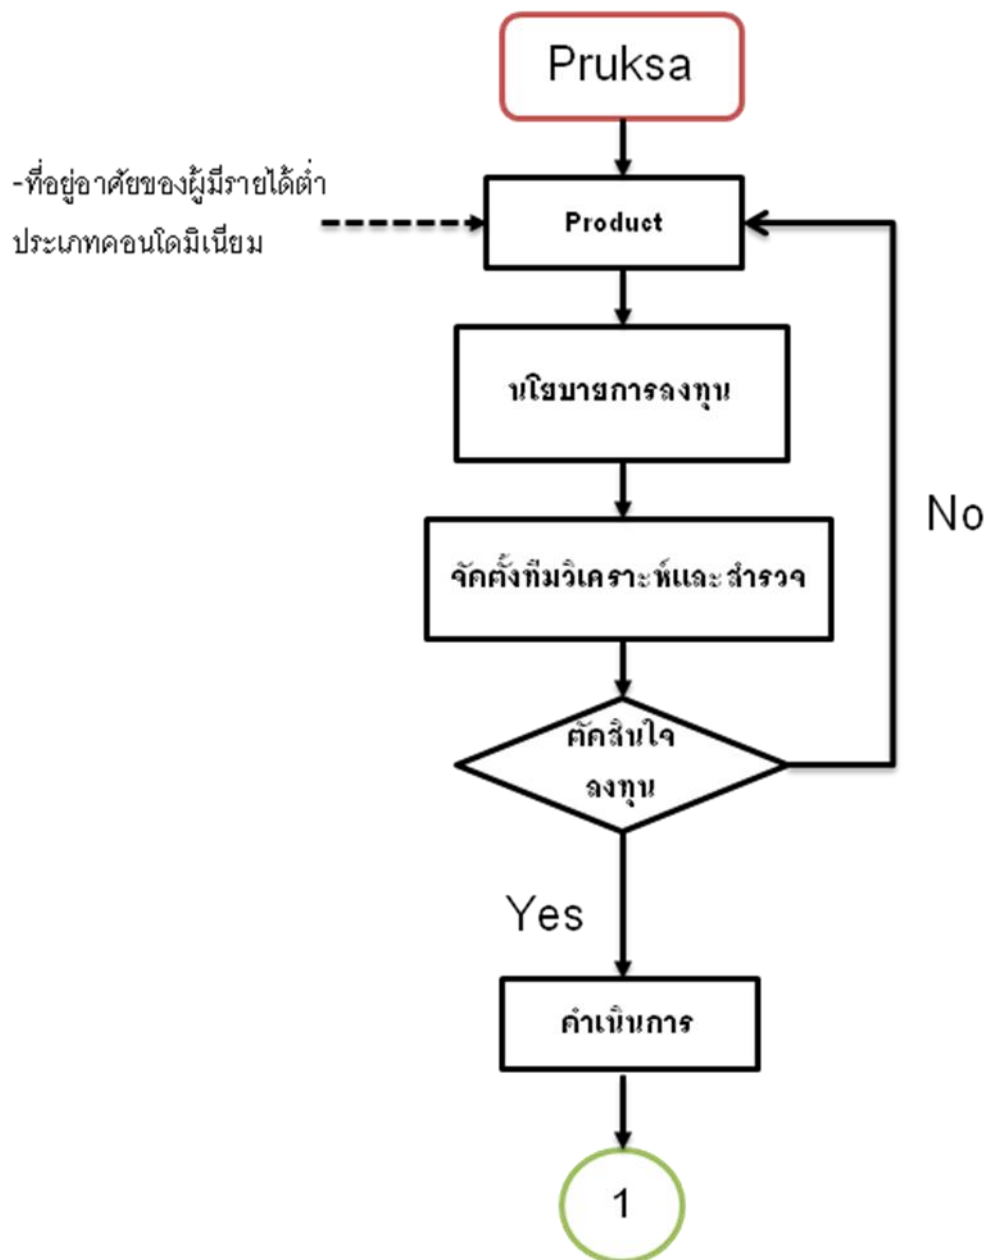 Pruksa
-ที่อยู่อาศัยของผู้มีรายได้ต่ำ
ประเภทคอนโดมิเนียม
Product
นโยบายการลงทุน
No
จัดตั้งทีมวิเคราะห์และสำรวจ
ตัดสินใจ
ลงทุน
Yes
ดำเนินการ
1